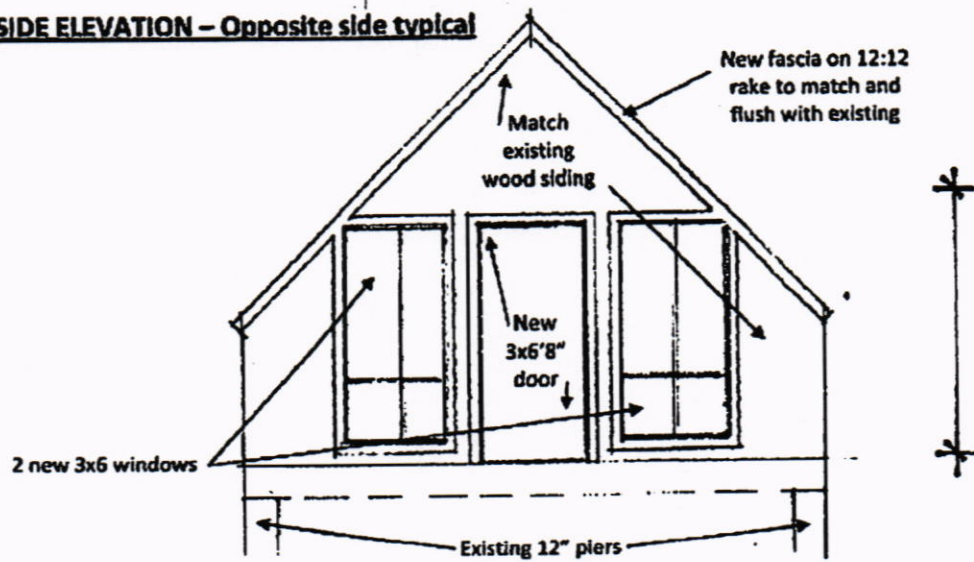 SIDE ELEVATION – Opposite side typical
New fascia on 12:12
rake to match and
flush with existing
Match
existing
wood siding
New
3x6'8"
door
2 new 3x6 windows
Existing 12" piers